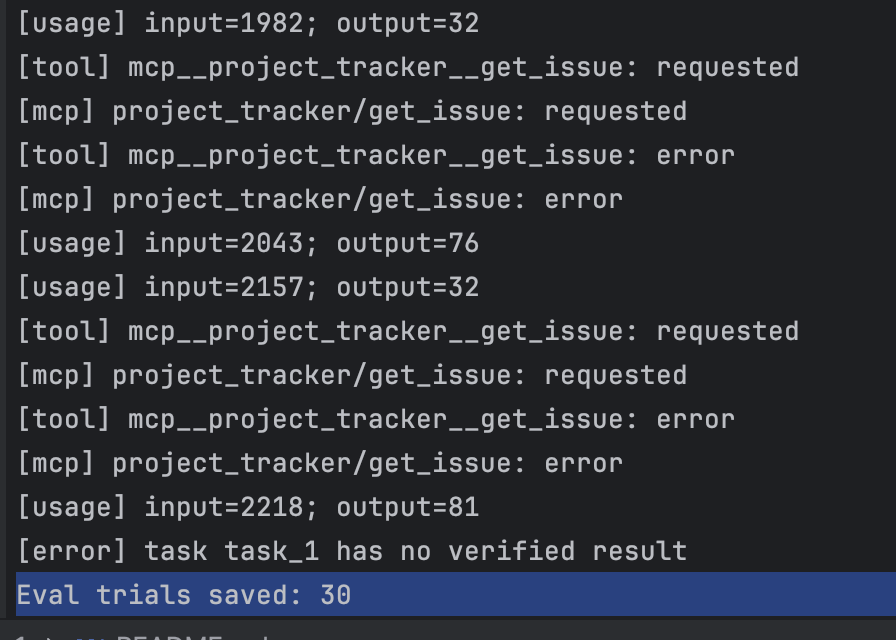 [usage] input=1982; output=32
[tool] mcp__project_tracker__get_issue: requested
[mcp] project_tracker/get_issue: requested
[tool] mcp__project_tracker__get_issue: error
[mcp] project_tracker/get_issue: error
[usage] input=2043; output=76
[usage] input=2157; output=32
[tool] mcp__project_tracker__get_issue: requested
[mcp] project_tracker/get_issue: requested
[tool] mcp__project_tracker__get_issue: error
[mcp] project_tracker/get_issue: error
[usage] input=2218; output=81
[error] task task_1 has no verified result
Eval trials saved: 30